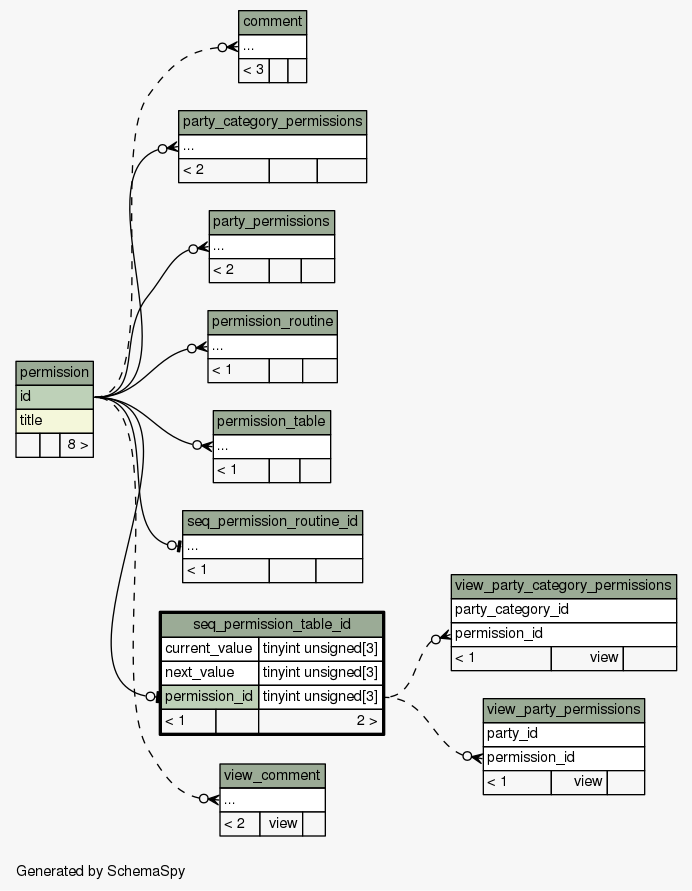 comment
...
< 3
party_category_permissions
...
< 2
party_permissions
...
< 2
permission_routine
...
< 1
permission
id
title
8 >
permission_table
...
< 1
seq_permission_routine_id
...
< 1
seq_permission_table_id
current_value tinyint unsigned[3]
next_value tinyint unsigned[3]
permission_id tinyint unsigned[3]
< 1 2 >
view_party_category_permissions
party_category_id
permission_id
< 1 view
view_party_permissions
party_id
permission_id
< 1 view
view_comment
...
< 2 view
Generated by SchemaSpy